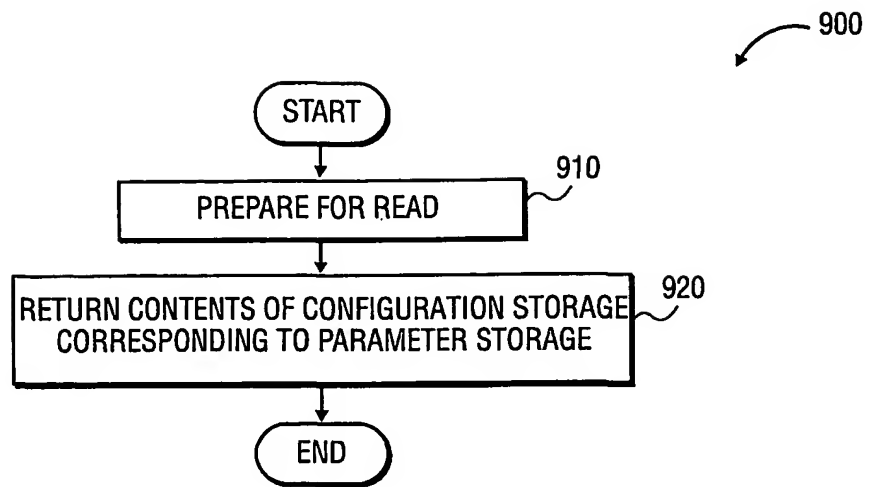 900
START
910
PREPARE FOR READ
RETURN CONTENTS OF CONFIGURATION STORAGE
CORRESPONDING TO PARAMETER STORAGE
920
END